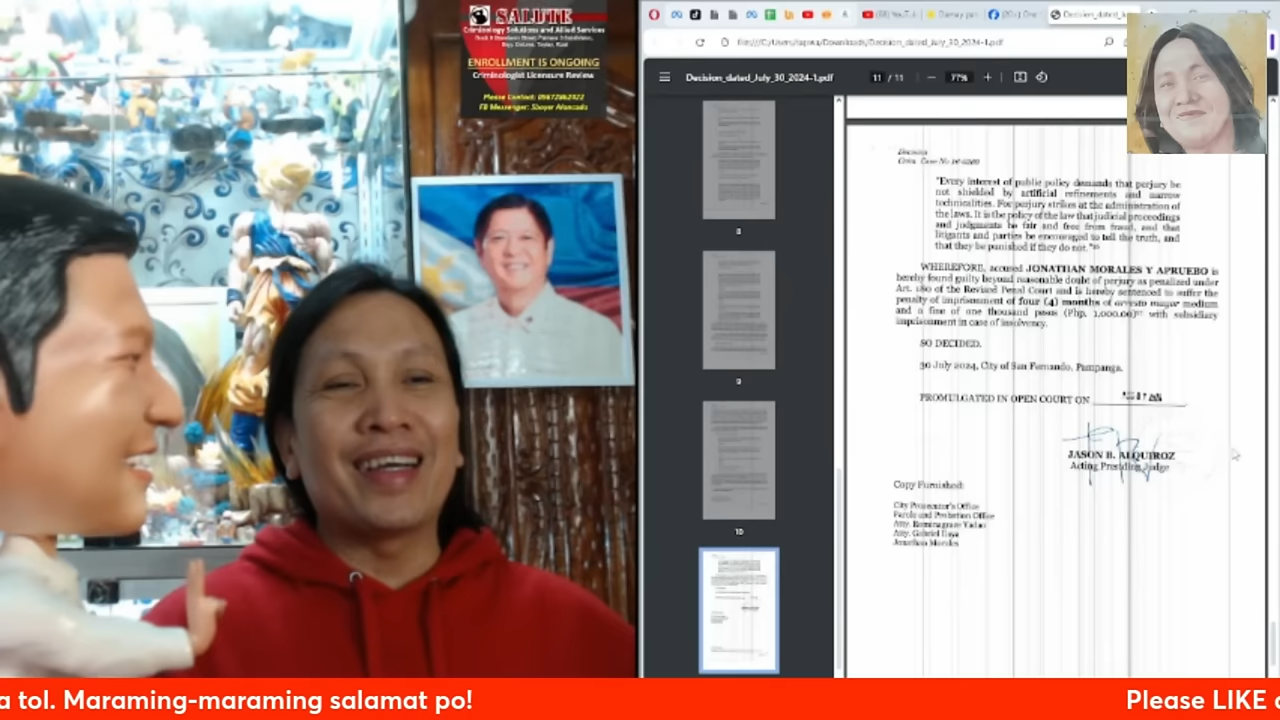 SALUTE
Criminology Solutions and Allied Services
ENROLLMENT IS ONGOING
Criminologist Licensure Review
Please Contact:
FB Messenger:
Decision_dated_July_30_2024-1.pdf
11 / 11
77%
8
9
10
Decision
"Every interest of public policy demands that perjury be
not shielded by artificial refinements and narrow
technicalities. For perjury strikes at the administration of
the laws. It is the policy of the law that judicial proceedings
and judgments be fair and free from fraud, and that
litigants and parties be encouraged to tell the truth, and
that they be punished if they do not."
WHEREFORE, accused JONATHAN MORALES Y APRUEBO is
hereby found guilty beyond reasonable doubt of perjury as penalized under
Art. 180 of the Revised Penal Court and is hereby sentenced to suffer the
penalty of imprisonment of four (4) months of arresto mayor medium
and a fine of one thousand pesos (Php. 1,000.00) with subsidiary
imprisonment in case of insolvency.
SO DECIDED.
30 July 2024, City of San Fernando, Pampanga.
PROMULGATED IN OPEN COURT ON
JASON B. ALQUIROZ
Acting Presiding Judge
Copy Furnished:
City Prosecutor's Office
Parole and Probation Office
Jonathan Morales
a tol. Maraming-maraming salamat po!
Please LIKE